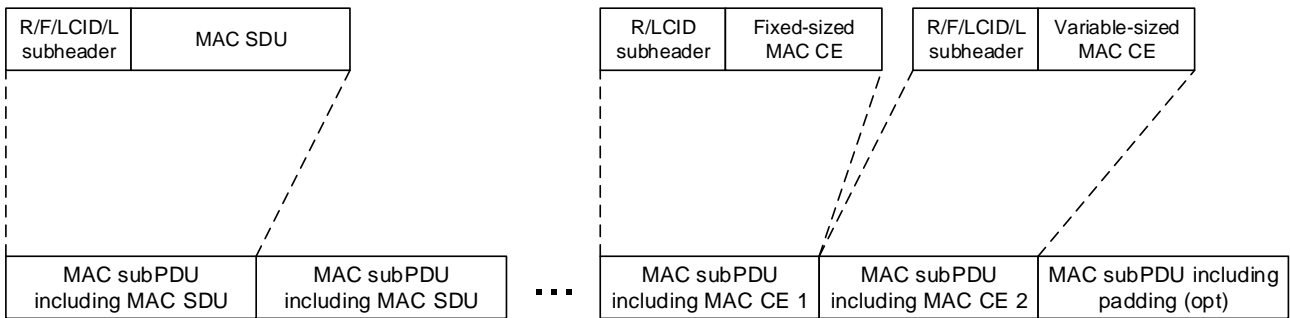 R/F/LCID/L
subheader
MAC SDU
R/LCID
subheader
Fixed-sized
MAC CE
R/F/LCID/L
subheader
Variable-sized
MAC CE
MAC subPDU
including MAC SDU
MAC subPDU
including MAC SDU
...
MAC subPDU
including MAC CE 1
MAC subPDU
including MAC CE 2
MAC subPDU including
padding (opt)